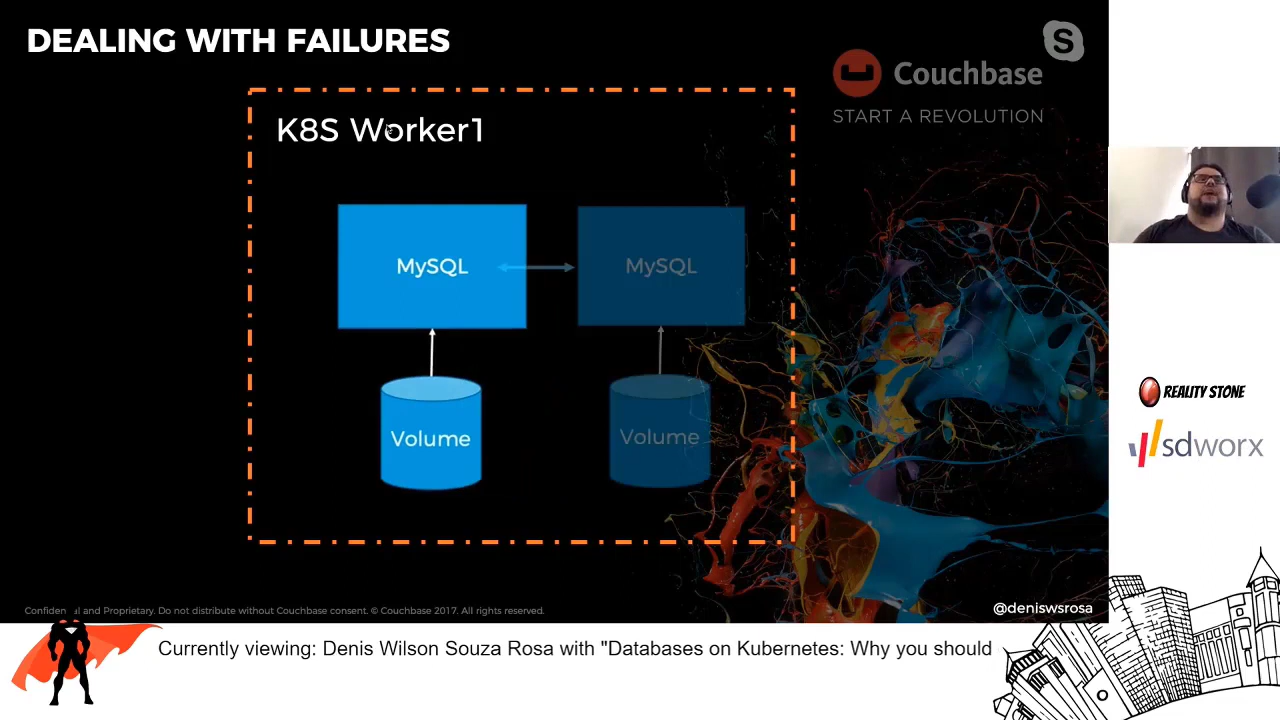 DEALING WITH FAILURES
S
Couchbase
START A REVOLUTION
K8S Worker1
MySQL
MySQL
Volume
Volume
REALITY STONE
sdworx
Confiden al and Proprietary. Do not distribute without Couchbase consent. © Couchbase 2017. All rights reserved.
@deniswsrosa
Currently viewing: Denis Wilson Souza Rosa with "Databases on Kubernetes: Why you should